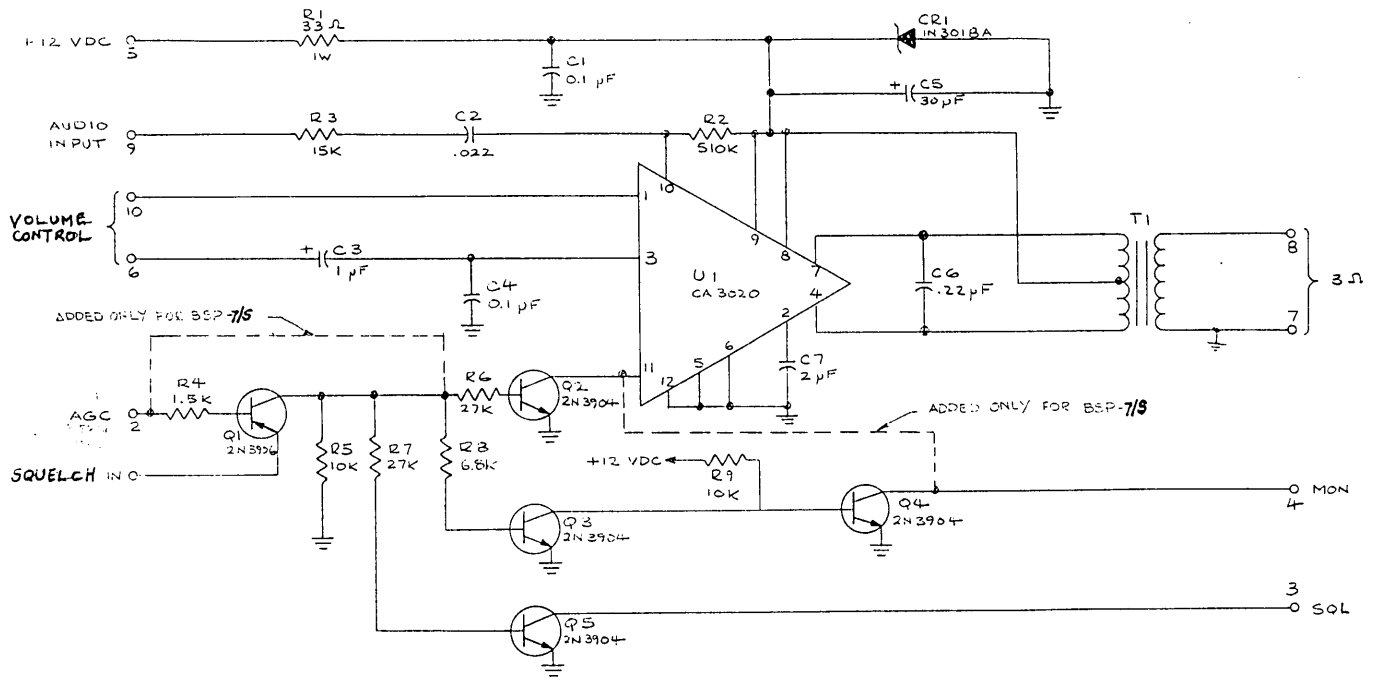 R1
33 Ω
1W
+12 VDC
5
C1
0.1 µF
CR1
1N3018A
+
C5
30µF
AUDIO
INPUT
9
R3
15K
C2
.022
R2
510K
VOLUME
CONTROL
10
6
+
C3
1 µF
C4
0.1 µF
10
1
3
9
8
7
4
2
6
5
12
11
U1
CA 3020
C6
.22µF
T1
8
7
3 Ω
C7
2 µF
ADDED ONLY FOR BSP-7/S
R4
1.5K
AGC
2
Q1
2N3906
SQUELCH IN
R5
10K
R7
27K
R8
6.8K
R6
27K
Q2
2N3904
ADDED ONLY FOR BSP-7/S
+12 VDC
R9
10K
Q3
2N3904
Q4
2N3904
MON
4
Q5
2N3904
3
SQL